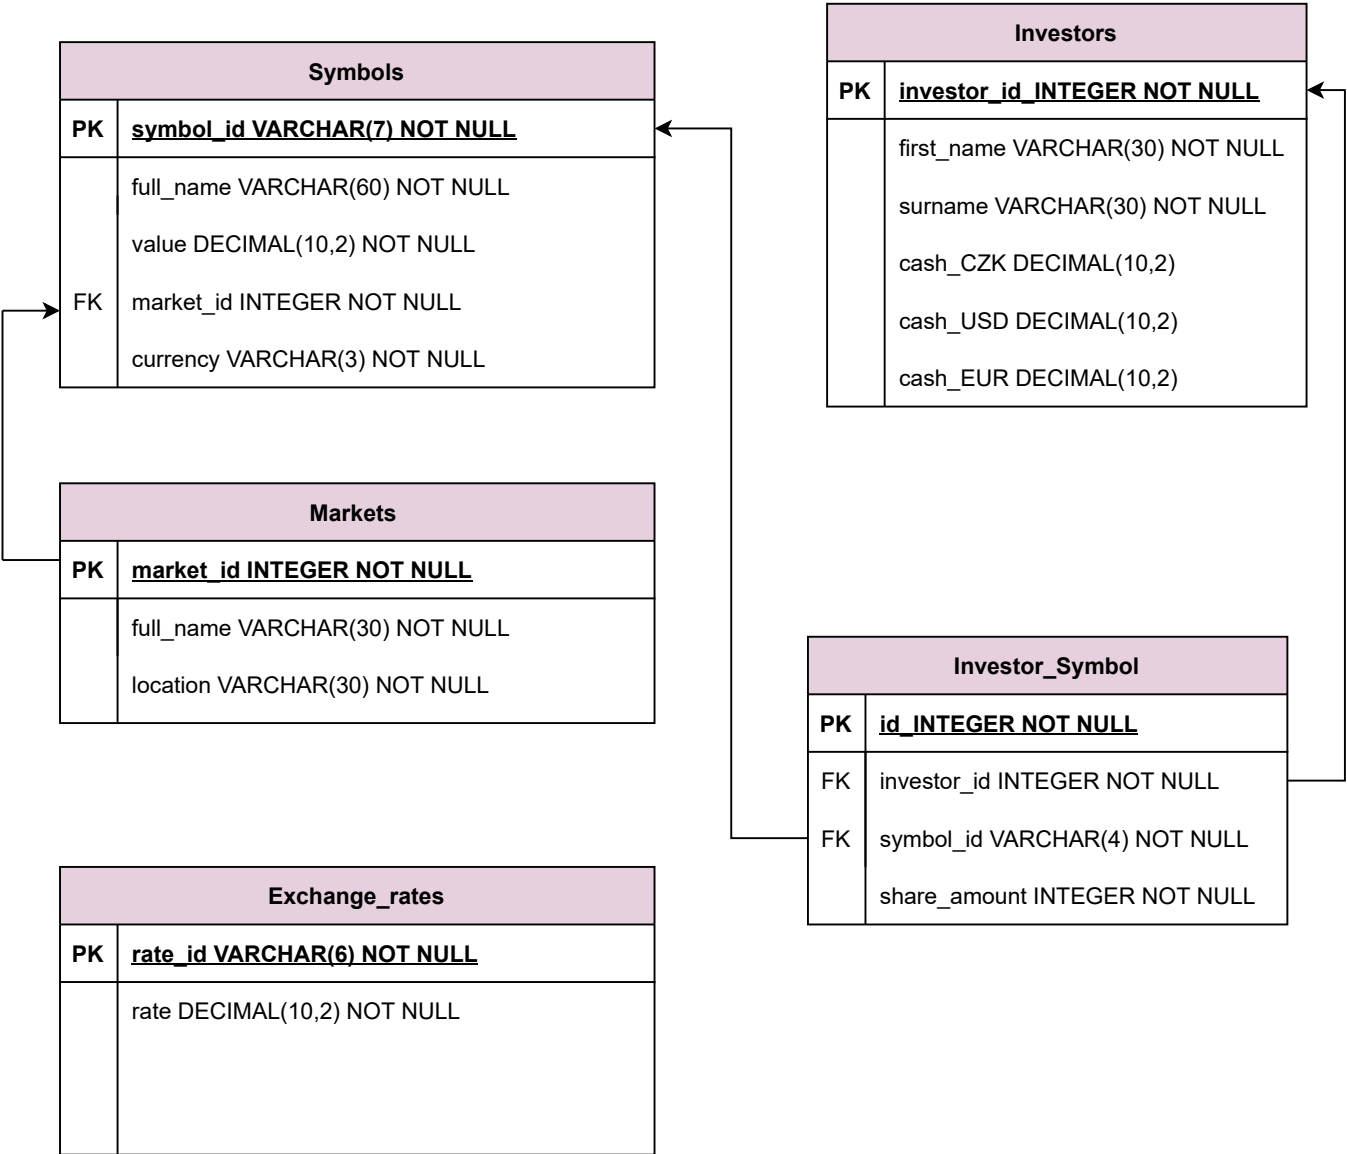 Symbols
PK symbol_id VARCHAR(7) NOT NULL
full_name VARCHAR(60) NOT NULL
value DECIMAL(10,2) NOT NULL
FK market_id INTEGER NOT NULL
currency VARCHAR(3) NOT NULL
Investors
PK investor_id_INTEGER NOT NULL
first_name VARCHAR(30) NOT NULL
surname VARCHAR(30) NOT NULL
cash_CZK DECIMAL(10,2)
cash_USD DECIMAL(10,2)
cash_EUR DECIMAL(10,2)
Markets
PK market_id INTEGER NOT NULL
full_name VARCHAR(30) NOT NULL
location VARCHAR(30) NOT NULL
Investor_Symbol
PK id_INTEGER NOT NULL
FK investor_id INTEGER NOT NULL
FK symbol_id VARCHAR(4) NOT NULL
share_amount INTEGER NOT NULL
Exchange_rates
PK rate_id VARCHAR(6) NOT NULL
rate DECIMAL(10,2) NOT NULL